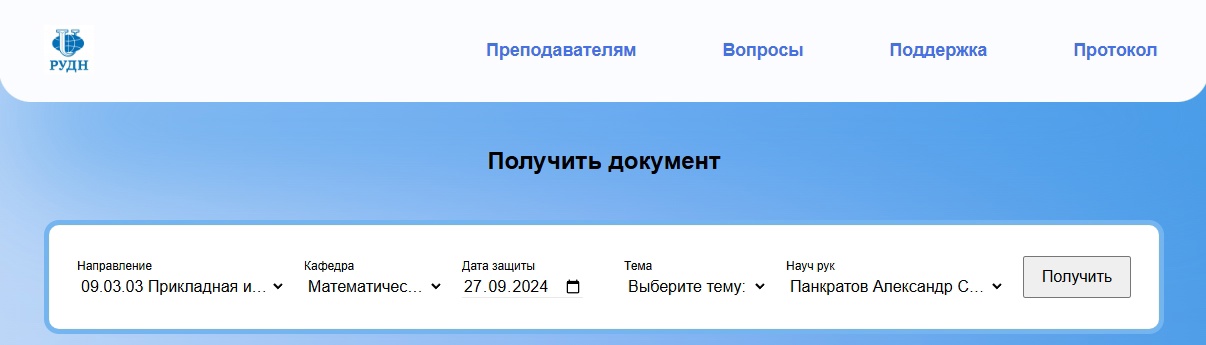 РУДН
Преподавателям Вопросы Поддержка Протокол
Получить документ
Направление Кафедра Дата защиты Тема Науч рук
09.03.03 Прикладная и... Математичес... 27.09.2024 Выберите тему: Панкратов Александр С... Получить